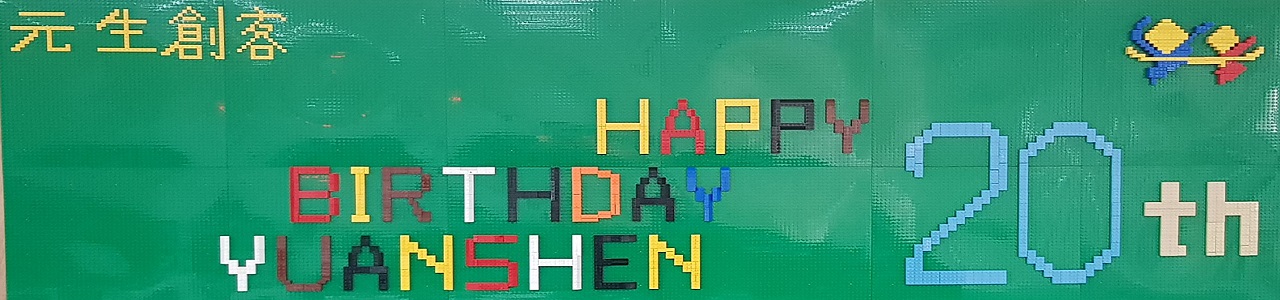 元生創客
HAPPY
BIRTHDAY
YUANSHEN
20th